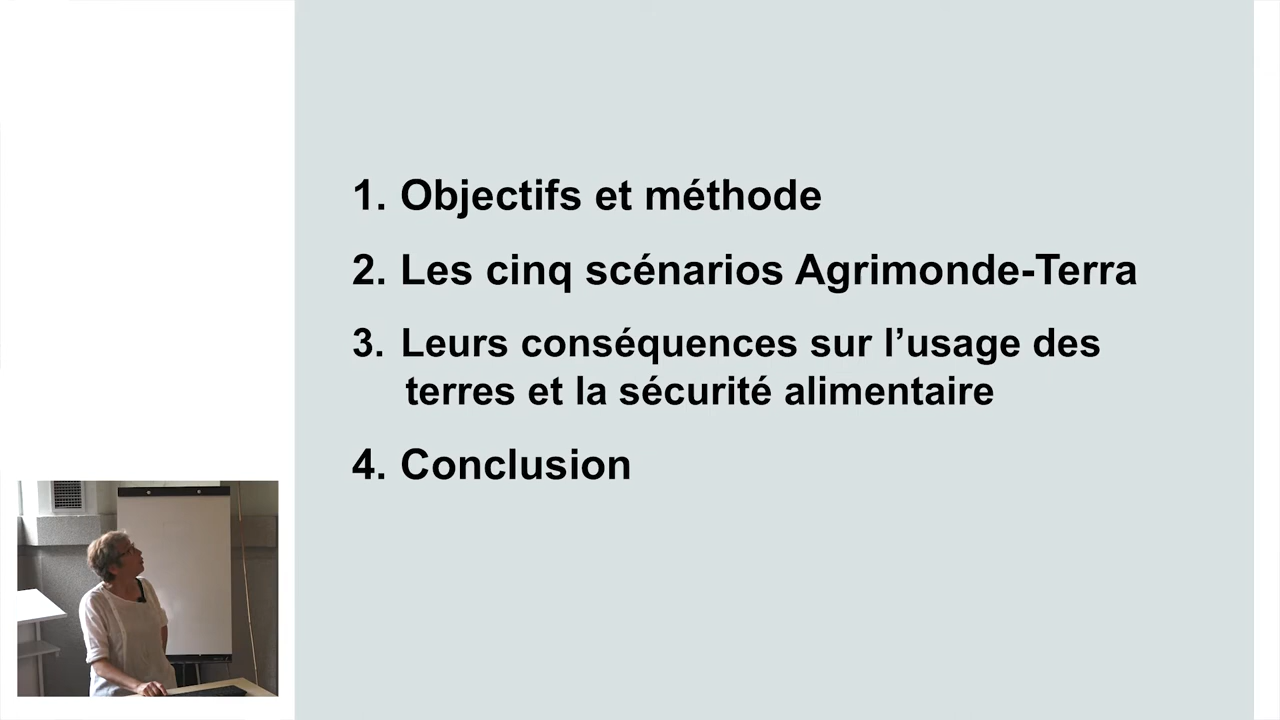 1. Objectifs et méthode
2. Les cinq scénarios Agrimonde-Terra
3. Leurs conséquences sur l’usage des
terres et la sécurité alimentaire
4. Conclusion